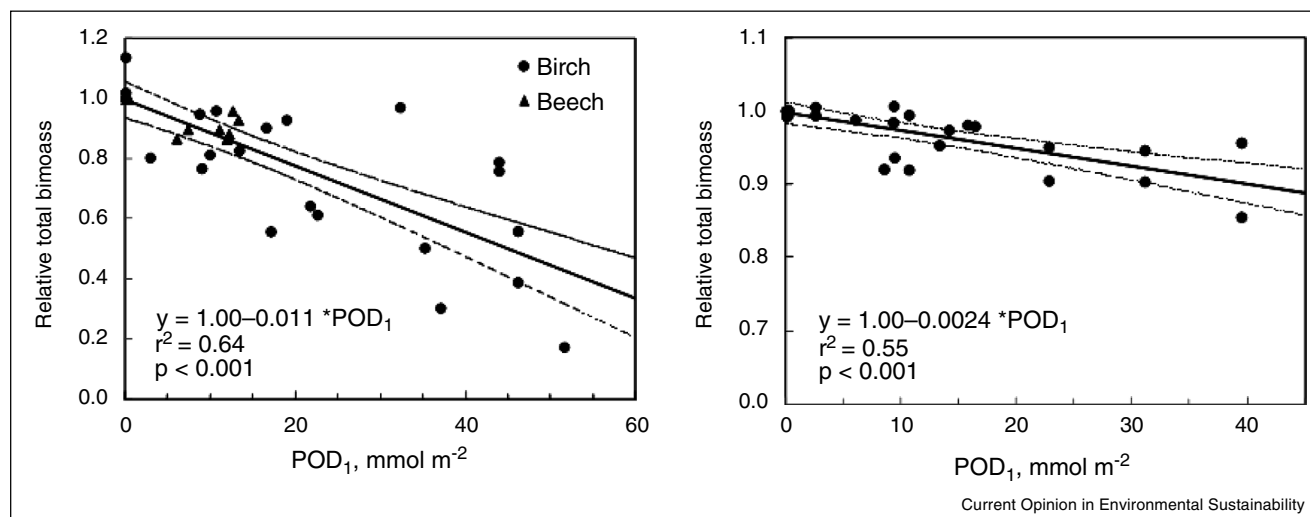 1.2
1.0
0.8
0.6
0.4
0.2
0.0
Relative total bimoass
Birch
Beech
y = 1.00–0.011 *POD1
r2 = 0.64
p < 0.001
0
20
40
60
POD1, mmol m-2
1.1
1.0
0.9
0.8
0.7
0.0
Relative total bimoass
y = 1.00–0.0024 *POD1
r2 = 0.55
p < 0.001
0
10
20
30
40
POD1, mmol m-2
Current Opinion in Environmental Sustainability